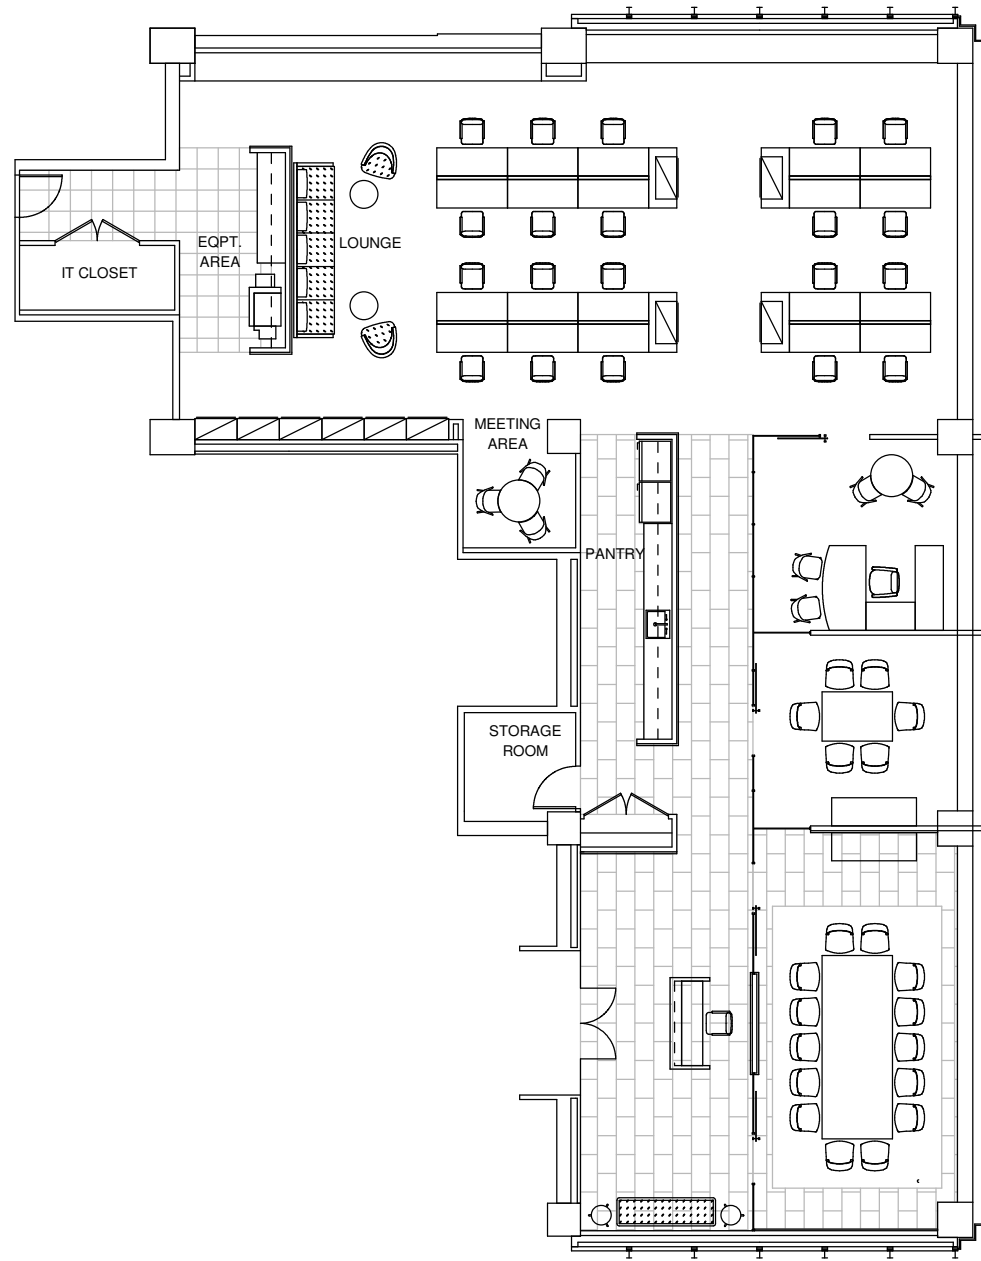 EQPT.
AREA
LOUNGE
IT CLOSET
MEETING
AREA
PANTRY
STORAGE
ROOM